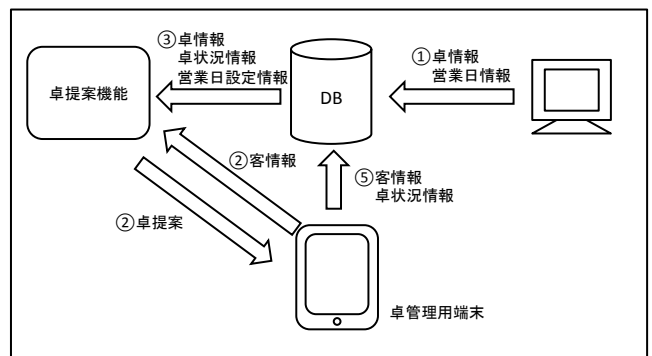 ③卓情報
卓状況情報
営業日設定情報
卓提案機能
DB
①卓情報
営業日情報
②客情報
②卓提案
⑤客情報
卓状況情報
卓管理用端末